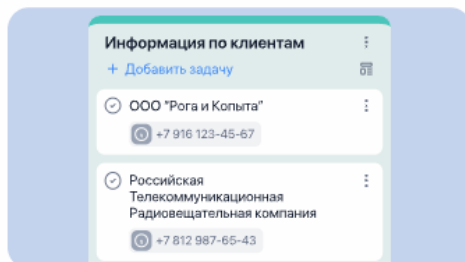 Информация по клиентам
+ Добавить задачу
ООО "Рога и Копыта"
+7 916 123-45-67
Российская
Телекоммуникационная
Радиовещательная компания
+7 812 987-65-43